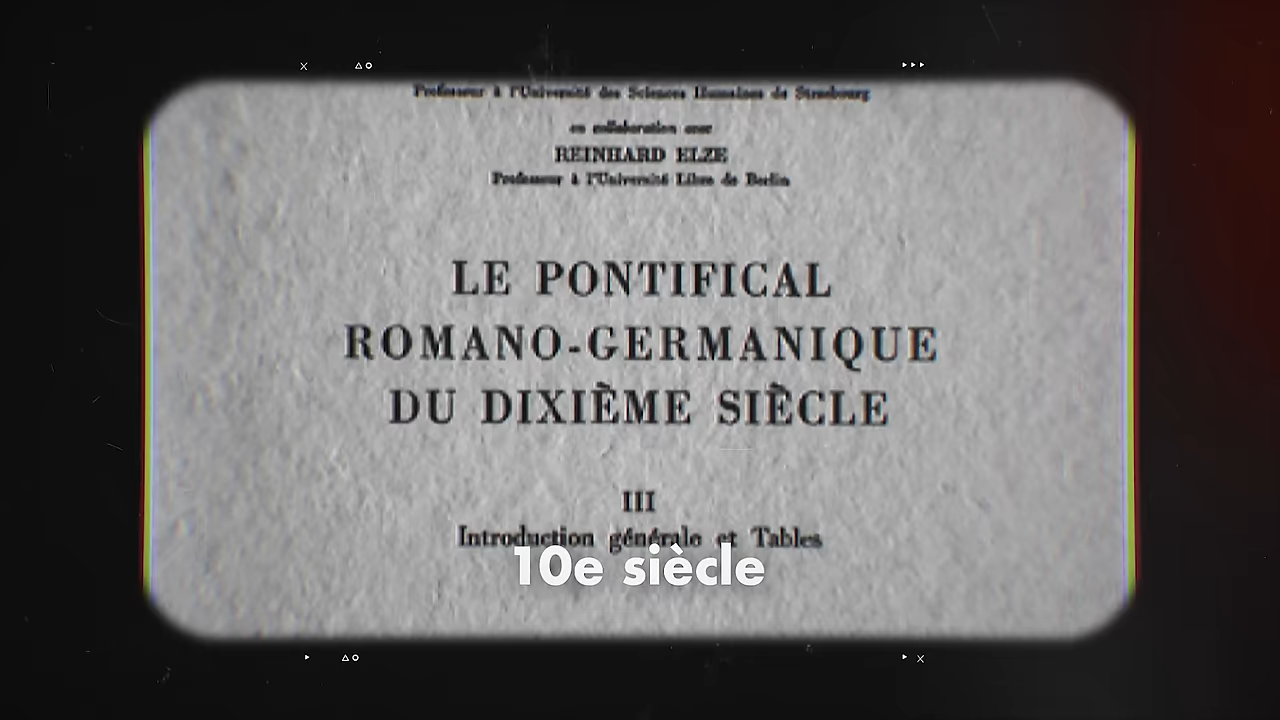 Professeur à l'Université des Sciences Humaines de Strasbourg
en collaboration avec
REINHARD ELZE
Professeur à l'Université Libre de Berlin
LE PONTIFICAL
ROMANO-GERMANIQUE
DU DIXIÈME SIÈCLE
III
Introduction générale et Tables
10e siècle